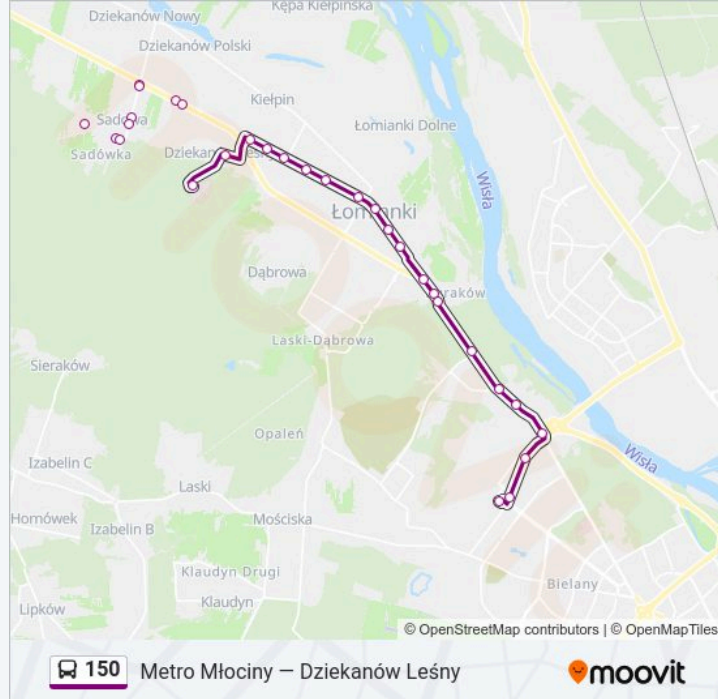 Kępa Kiełpińska
Dziekanów Nowy
Dziekanów Polski
Kiełpin
Sadowa
Łomianki Dolne
Sadówka
Wisła
Łomianki
Dąbrowa
Laski-Dąbrowa
Sieraków
Opaleń
Wisła
Izabelin C
Laski
Homówek
Mościska
Izabelin B
Klaudyn Drugi
Bielany
Klaudyn
Lipków
© OpenStreetMap contributors | © OpenMapTiles
150 Metro Młociny — Dziekanów Leśny
moovit